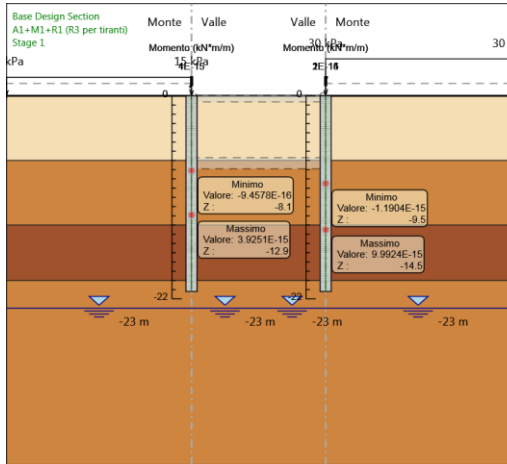 Base Design Section
A1+M1+R1 (R3 per tiranti)
Stage 1
Monte Valle Monte Valle
Momento (kN*m/m) Momento (kN*m/m)
30 kPa 30
kPa 15 kPa
0 0
Minimo
Valore: -9.4578E-16
Z : -8.1
Massimo
Valore: 3.9251E-15
Z : -12.9
Minimo
Valore: -1.1904E-15
Z : -9.5
Massimo
Valore: 9.9924E-15
Z : -14.5
-22 -22
-23 m -23 m -23 m -23 m